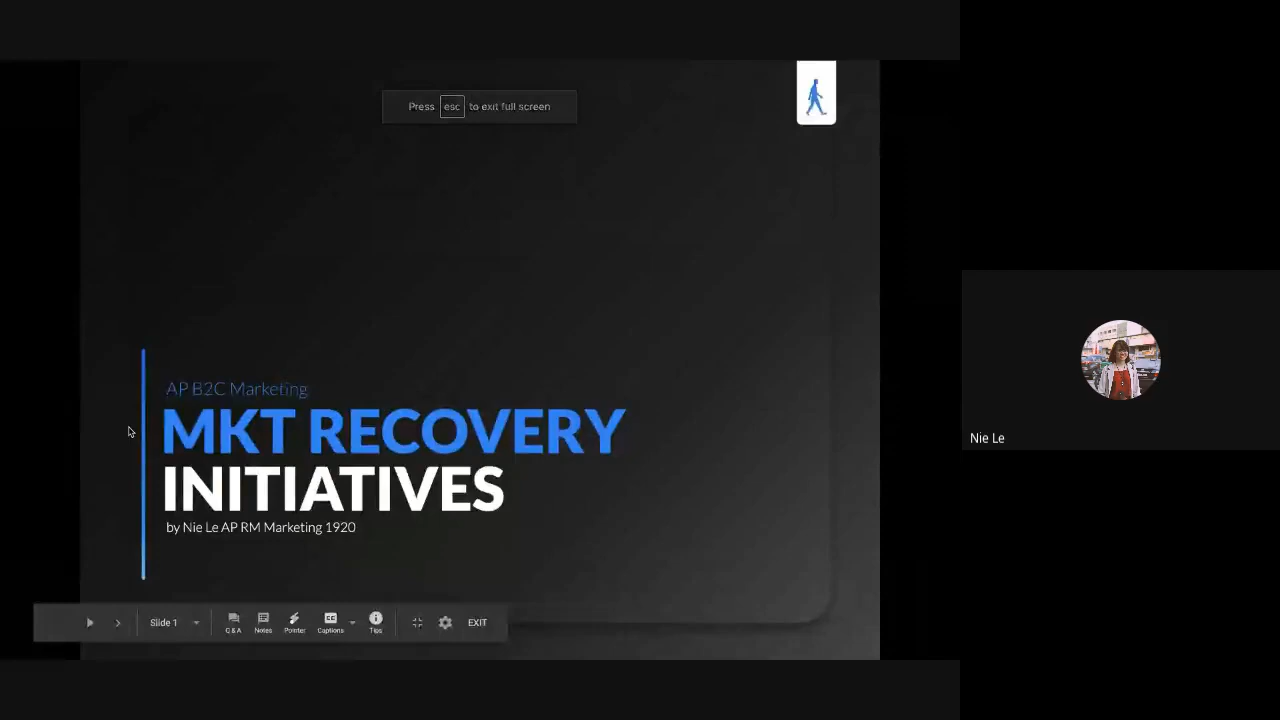 Press esc to exit full screen
AP B2C Marketing
MKT RECOVERY
INITIATIVES
by Nie Le AP RM Marketing 1920
Nie Le
Slide 1
Q & A
Notes
Pointer
CC
Captions
Tips
EXIT